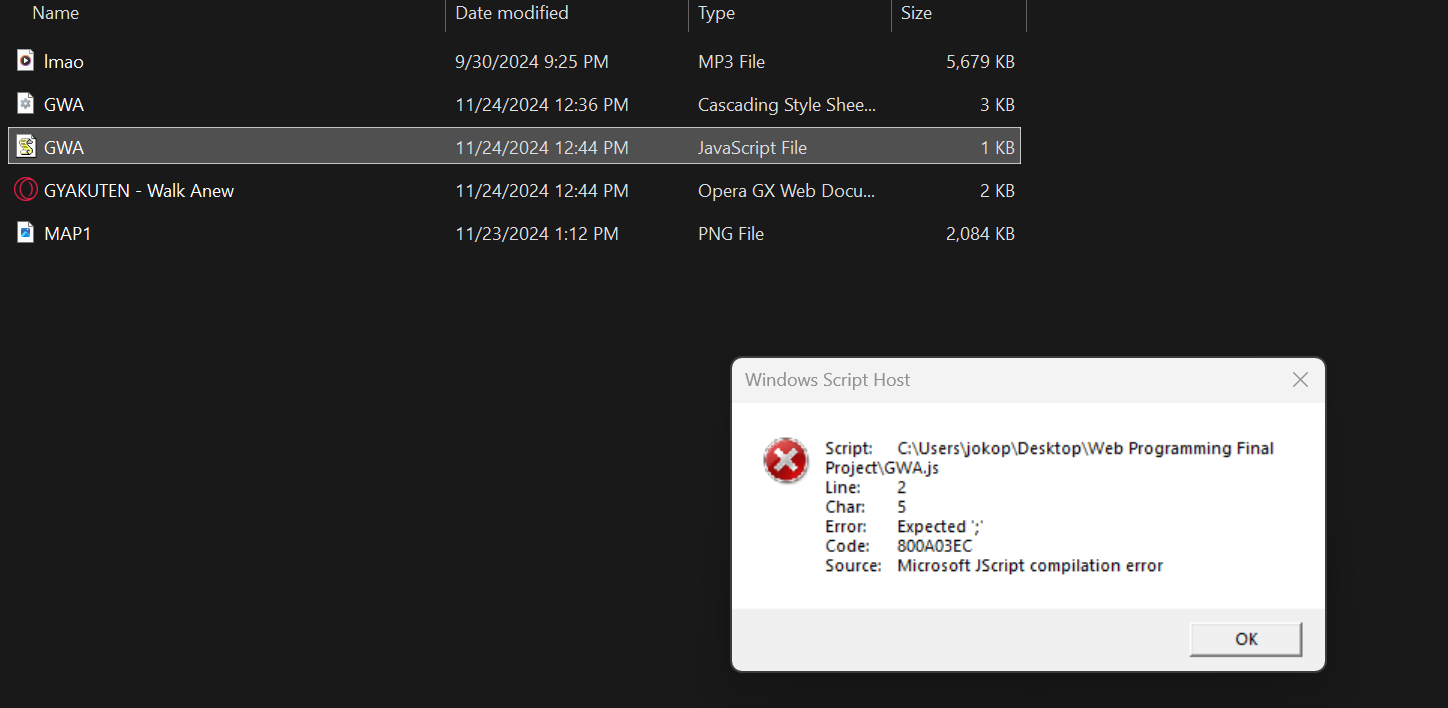 Name Date modified Type Size
lmao 9/30/2024 9:25 PM MP3 File 5,679 KB
GWA 11/24/2024 12:36 PM Cascading Style Shee... 3 KB
GWA 11/24/2024 12:44 PM JavaScript File 1 KB
GYAKUTEN - Walk Anew 11/24/2024 12:44 PM Opera GX Web Docu... 2 KB
MAP1 11/23/2024 1:12 PM PNG File 2,084 KB
Windows Script Host
Script: C:\Users\jokop\Desktop\Web Programming Final
Project\GWA.js
Line: 2
Char: 5
Error: Expected ';'
Code: 800A03EC
Source: Microsoft JScript compilation error
OK